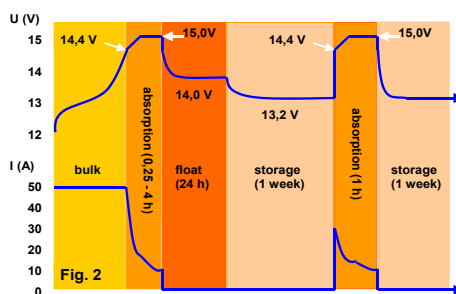 U (V)
15
14
13
12
I (A)
50
40
30
20
10
0
14,4 V
15,0V
14,0 V
13,2 V
14,4 V
15,0V
bulk
absorption (0,25 - 4 h)
float
(24 h)
storage
(1 week)
absorption (1 h)
storage
(1 week)
Fig. 2